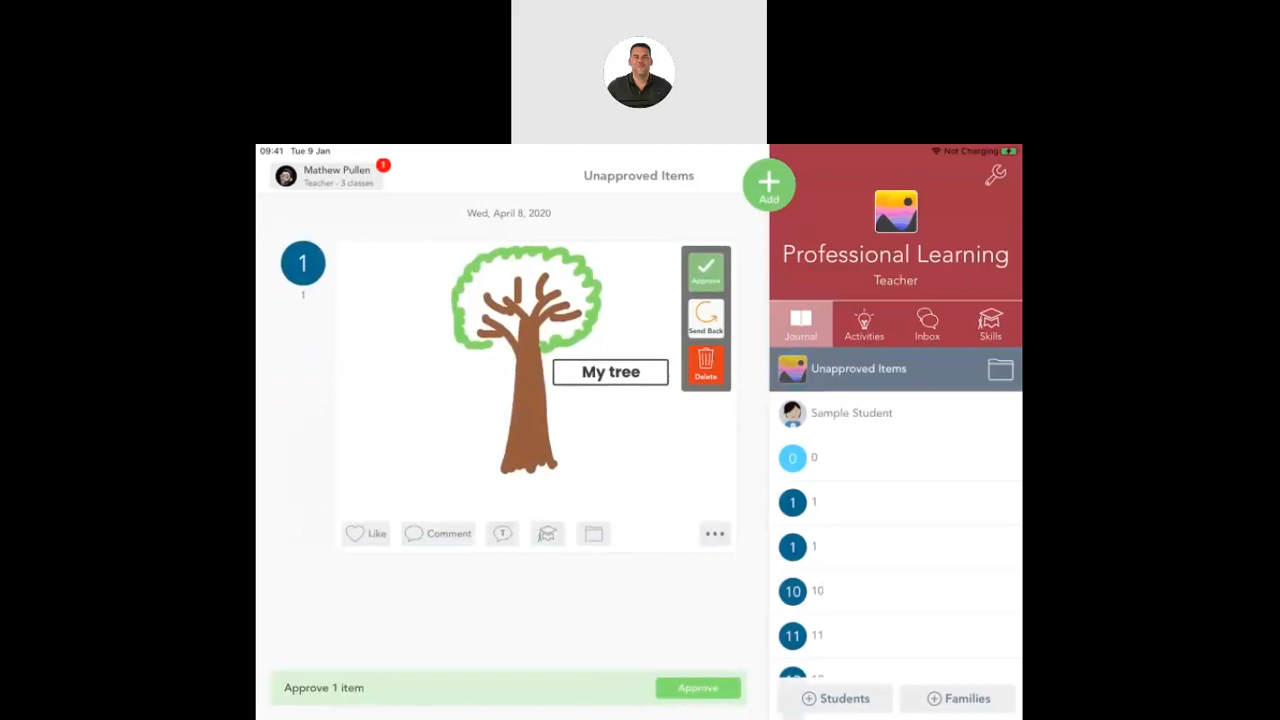 09:41 Tue 9 Jan
Not Charging
Mathew Pullen
1
Teacher - 3 classes
Unapproved Items
Add
Wed, April 8, 2020
1
1
My tree
Approve
Send Back
Delete
Like
Comment
T
Approve 1 item
Approve
Professional Learning
Teacher
Journal
Activities
Inbox
Skills
Unapproved Items
Sample Student
0 0
1 1
1 1
10 10
11 11
Students
Families